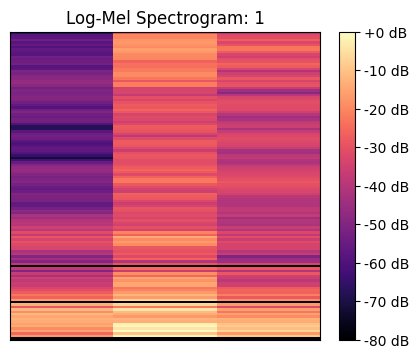 Log-Mel Spectrogram: 1
+0 dB
-10 dB
-20 dB
-30 dB
-40 dB
-50 dB
-60 dB
-70 dB
-80 dB